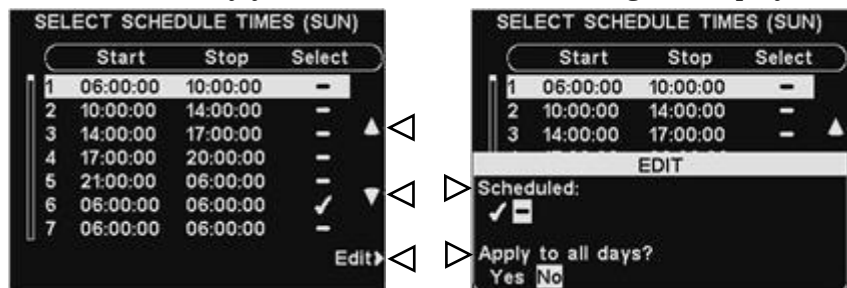 SELECT SCHEDULE TIMES (SUN)
Start Stop Select
1 06:00:00 10:00:00 –
2 10:00:00 14:00:00 –
3 14:00:00 17:00:00 –
4 17:00:00 20:00:00 –
5 21:00:00 06:00:00 –
6 06:00:00 06:00:00 ✓
7 06:00:00 06:00:00 –
Edit
SELECT SCHEDULE TIMES (SUN)
Start Stop Select
1 06:00:00 10:00:00 –
2 10:00:00 14:00:00 –
3 14:00:00 17:00:00 –
EDIT
Scheduled:
✓ –
Apply to all days?
Yes No